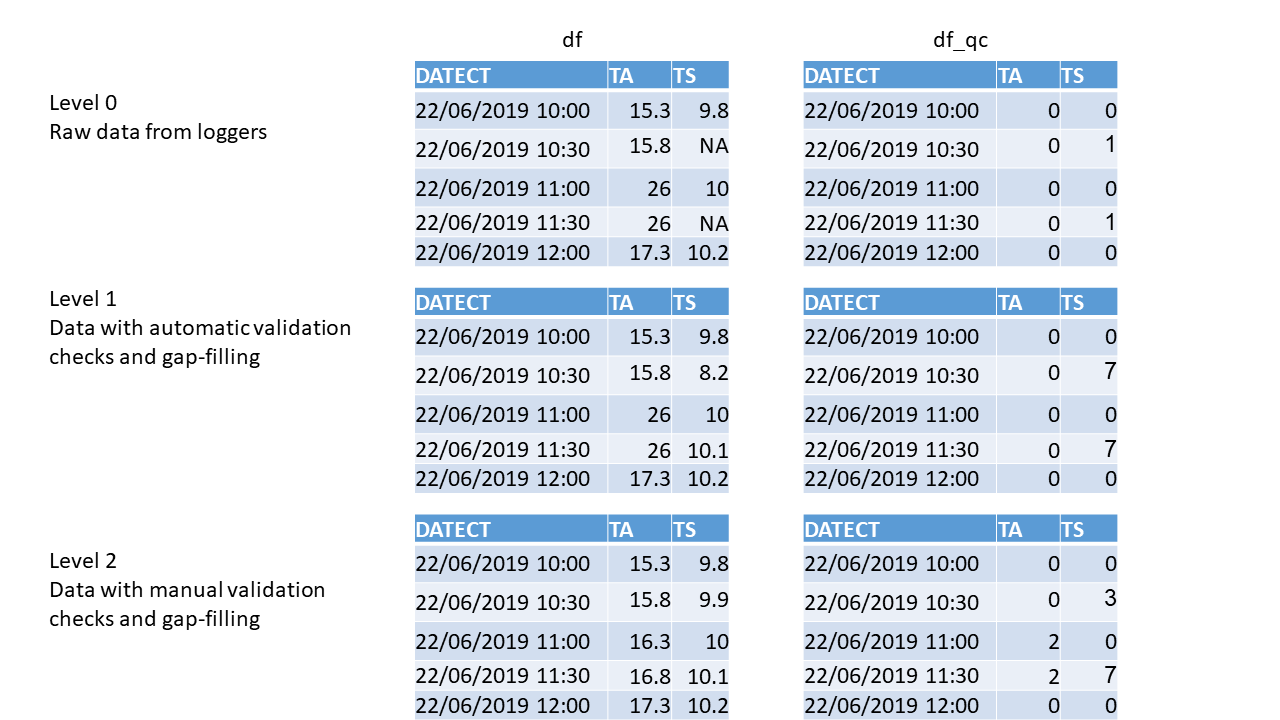 df df_qc
Level 0
Raw data from loggers
DATECT TA TS DATECT TA TS
22/06/2019 10:00 15.3 9.8 22/06/2019 10:00 0 0
22/06/2019 10:30 15.8 NA 22/06/2019 10:30 0 1
22/06/2019 11:00 26 10 22/06/2019 11:00 0 0
22/06/2019 11:30 26 NA 22/06/2019 11:30 0 1
22/06/2019 12:00 17.3 10.2 22/06/2019 12:00 0 0
Level 1
Data with automatic validation
checks and gap-filling
DATECT TA TS DATECT TA TS
22/06/2019 10:00 15.3 9.8 22/06/2019 10:00 0 0
22/06/2019 10:30 15.8 8.2 22/06/2019 10:30 0 7
22/06/2019 11:00 26 10 22/06/2019 11:00 0 0
22/06/2019 11:30 26 10.1 22/06/2019 11:30 0 7
22/06/2019 12:00 17.3 10.2 22/06/2019 12:00 0 0
Level 2
Data with manual validation
checks and gap-filling
DATECT TA TS DATECT TA TS
22/06/2019 10:00 15.3 9.8 22/06/2019 10:00 0 0
22/06/2019 10:30 15.8 9.9 22/06/2019 10:30 0 3
22/06/2019 11:00 16.3 10 22/06/2019 11:00 2 0
22/06/2019 11:30 16.8 10.1 22/06/2019 11:30 2 7
22/06/2019 12:00 17.3 10.2 22/06/2019 12:00 0 0